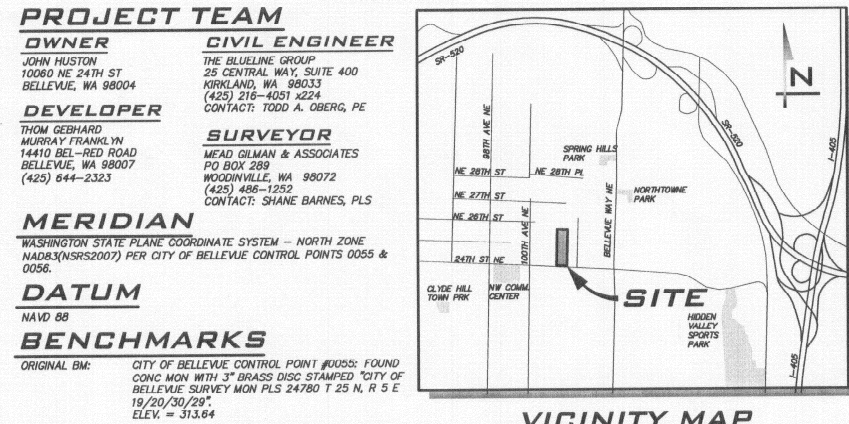 PROJECT TEAM
OWNER
JOHN HUSTON
10060 NE 24TH ST
BELLEVUE, WA 98004
DEVELOPER
THOM GEBHARD
MURRAY FRANKLYN
14410 BEL-RED ROAD
BELLEVUE, WA 98007
(425) 644-2323
CIVIL ENGINEER
THE BLUELINE GROUP
25 CENTRAL WAY, SUITE 400
KIRKLAND, WA 98033
(425) 216-4051 x224
CONTACT: TODD A. OBERG, PE
SURVEYOR
MEAD GILMAN & ASSOCIATES
PO BOX 289
WOODINVILLE, WA 98072
(425) 486-1252
CONTACT: SHANE BARNES, PLS
MERIDIAN
WASHINGTON STATE PLANE COORDINATE SYSTEM – NORTH ZONE
NAD83(NSRS2007) PER CITY OF BELLEVUE CONTROL POINTS 0055 &
0056.
DATUM
NAVD 88
BENCHMARKS
ORIGINAL BM: CITY OF BELLEVUE CONTROL POINT #0055: FOUND
CONC MON WITH 3" BRASS DISC STAMPED "CITY OF
BELLEVUE SURVEY MON PLS 24780 T 25 N, R 5 E
19/20/30/29".
ELEV. = 313.64
SR-520
N
98TH AVE NE
SR-520
I-405
SPRING HILLS
PARK
NE 28TH ST
NE 28TH PL
NORTHTOWNE
PARK
NE 27TH ST
BELLEVUE WAY NE
NE 26TH ST
100TH AVE NE
24TH ST NE
CLYDE HILL
TOWN PRK
NW COMM.
CENTER
SITE
HIDDEN
VALLEY
SPORTS
PARK
I-405
VICINITY MAP